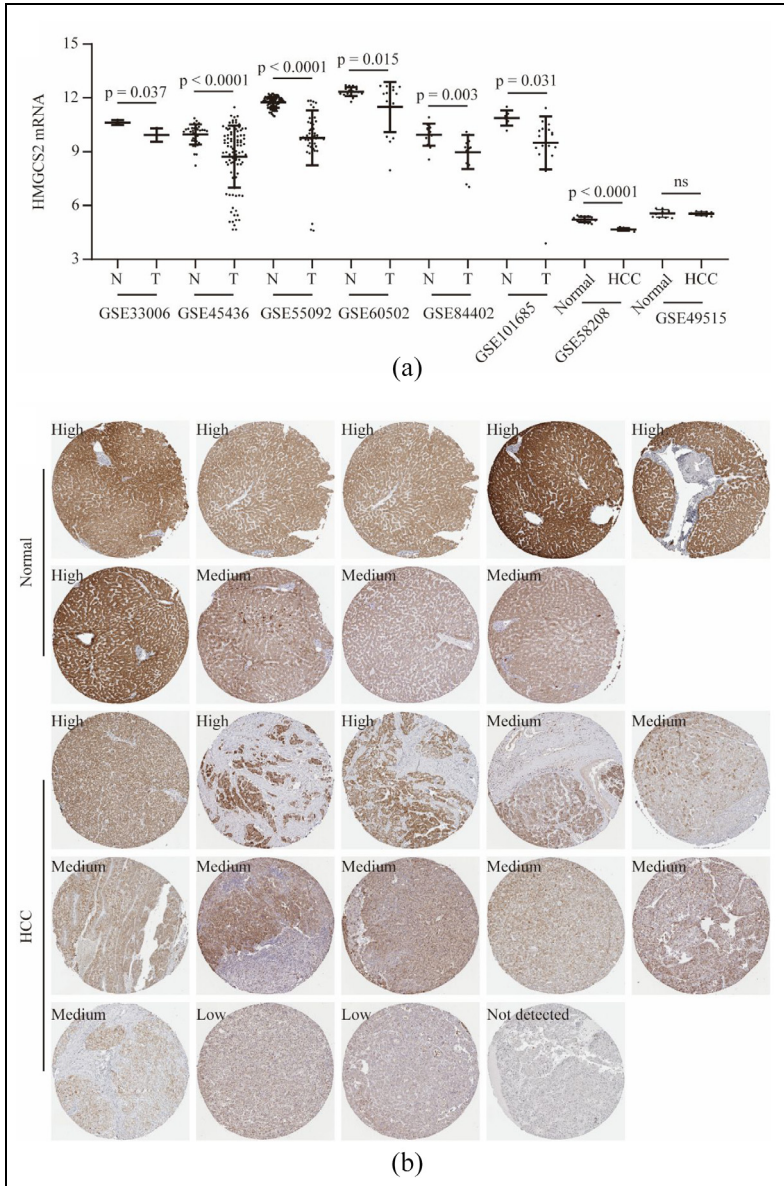 15
12
9
6
3
HMGCS2 mRNA
p = 0.037
p < 0.0001
p < 0.0001
p = 0.015
p = 0.003
p = 0.031
p < 0.0001
ns
N T N T N T N T N T N T Normal HCC Normal HCC
GSE33006 GSE45436 GSE55092 GSE60502 GSE84402 GSE101685 GSE58208 GSE49515
(a)
Normal
High High High High High
High Medium Medium Medium
HCC
High High High Medium Medium
Medium Medium Medium Medium Medium
Medium Low Low Not detected
(b)